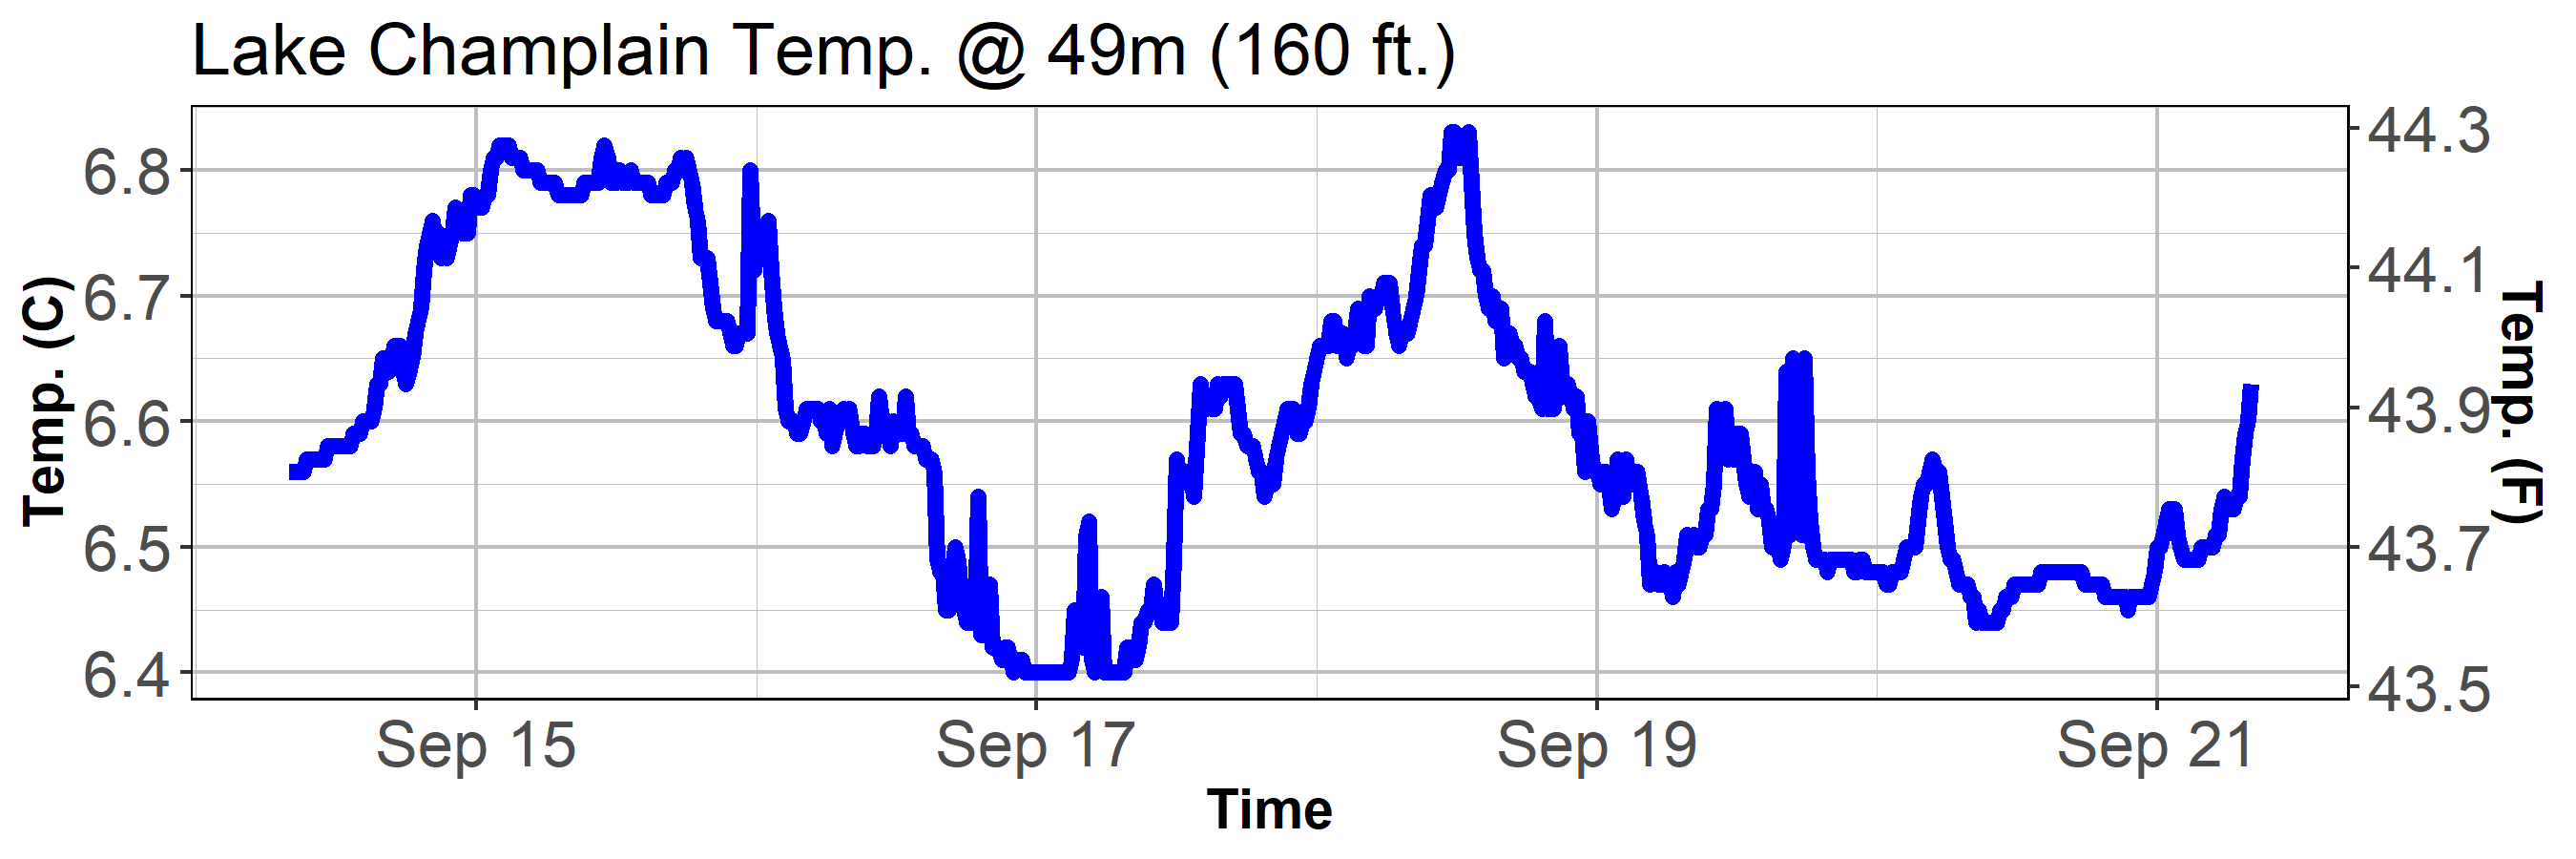 Lake Champlain Temp. @ 49m (160 ft.)
Temp. (C)
6.8
6.7
6.6
6.5
6.4
44.3
44.1
43.9
43.7
43.5
Temp. (F)
Sep 15
Sep 17
Sep 19
Sep 21
Time